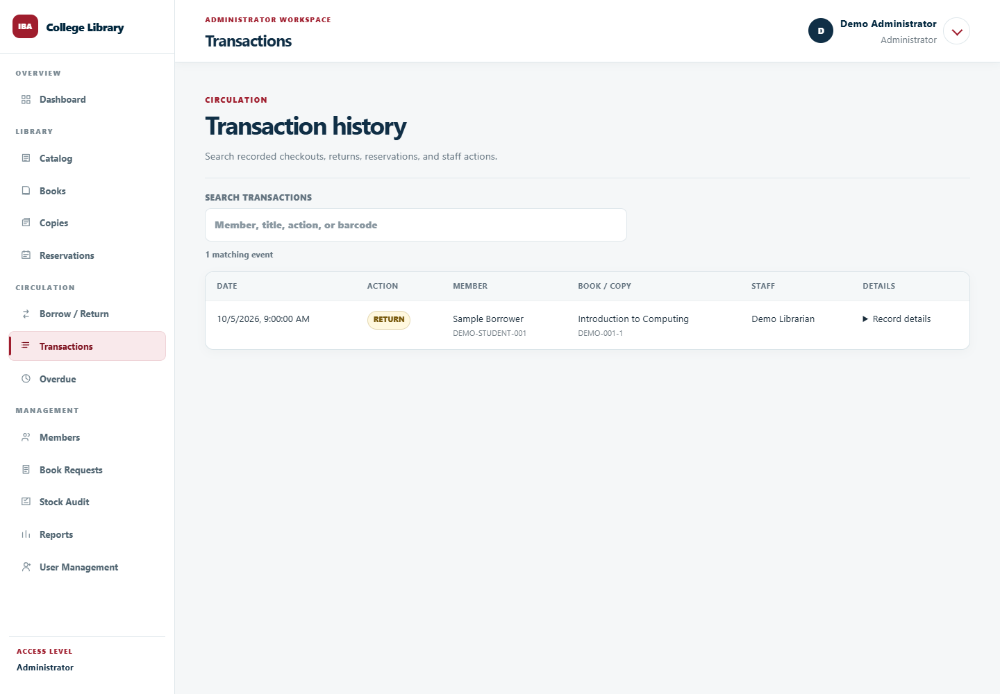 IBA
College Library
OVERVIEW
Dashboard
LIBRARY
Catalog
Books
Copies
Reservations
CIRCULATION
Borrow / Return
Transactions
Overdue
MANAGEMENT
Members
Book Requests
Stock Audit
Reports
User Management
ACCESS LEVEL
Administrator
ADMINISTRATOR WORKSPACE
Transactions
D
Demo Administrator
Administrator
CIRCULATION
Transaction history
Search recorded checkouts, returns, reservations, and staff actions.
SEARCH TRANSACTIONS
Member, title, action, or barcode
1 matching event
DATE ACTION MEMBER BOOK / COPY STAFF DETAILS
10/5/2026, 9:00:00 AM RETURN Sample Borrower Introduction to Computing Demo Librarian Record details
DEMO-STUDENT-001 DEMO-001-1